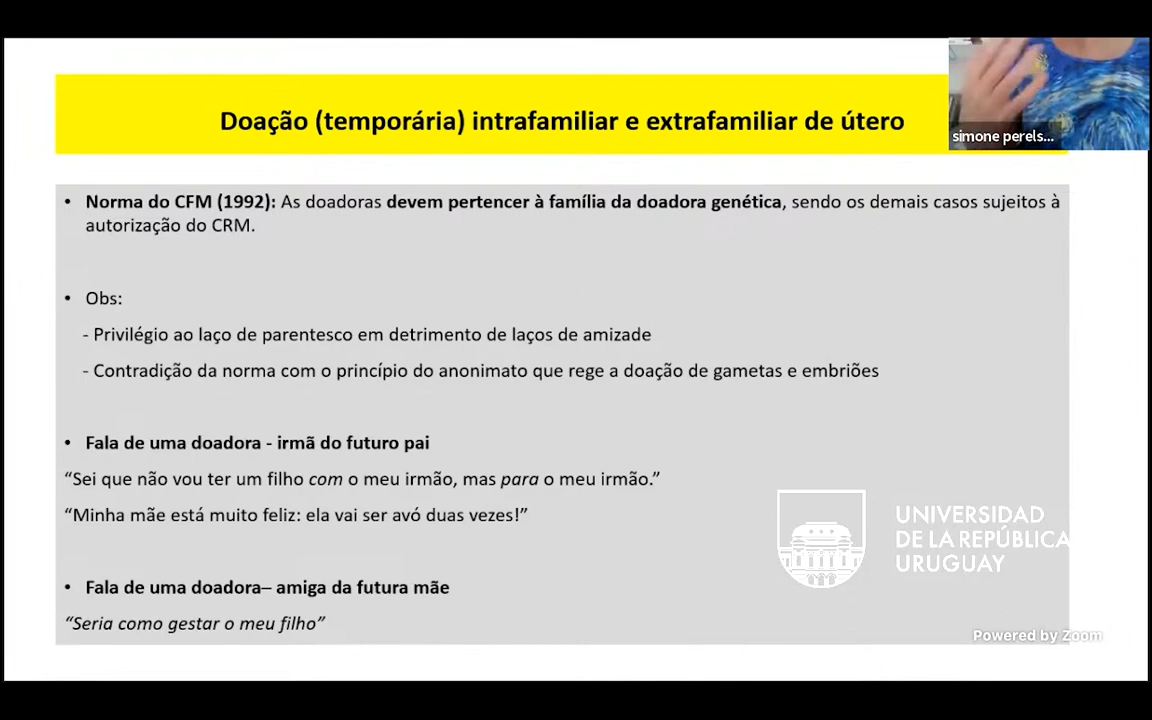 Doação (temporária) intrafamiliar e extrafamiliar de útero
simone perels...
• Norma do CFM (1992): As doadoras devem pertencer à família da doadora genética, sendo os demais casos sujeitos à
autorização do CRM.
• Obs:
- Privilégio ao laço de parentesco em detrimento de laços de amizade
- Contradição da norma com o princípio do anonimato que rege a doação de gametas e embriões
• Fala de uma doadora - irmã do futuro pai
“Sei que não vou ter um filho com o meu irmão, mas para o meu irmão.”
“Minha mãe está muito feliz: ela vai ser avó duas vezes!”
UNIVERSIDAD
DE LA REPÚBLICA
URUGUAY
• Fala de uma doadora– amiga da futura mãe
“Seria como gestar o meu filho”
Powered by Zoom